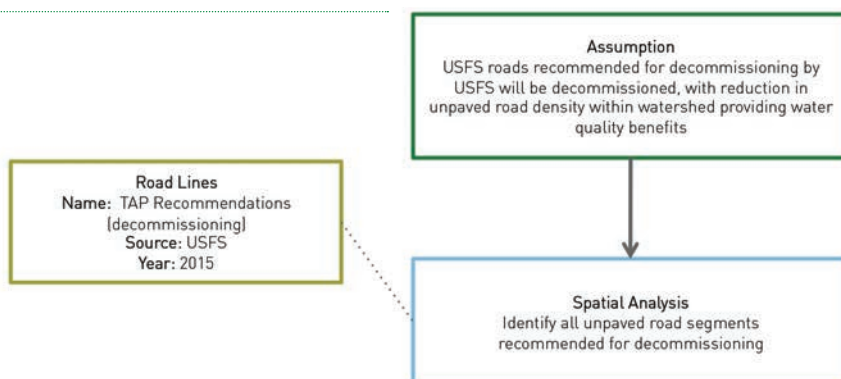 Assumption
USFS roads recommended for decommissioning by
USFS will be decommissioned, with reduction in
unpaved road density within watershed providing water
quality benefits
Road Lines
Name: TAP Recommendations
(decommissioning)
Source: USFS
Year: 2015
Spatial Analysis
Identify all unpaved road segments
recommended for decommissioning